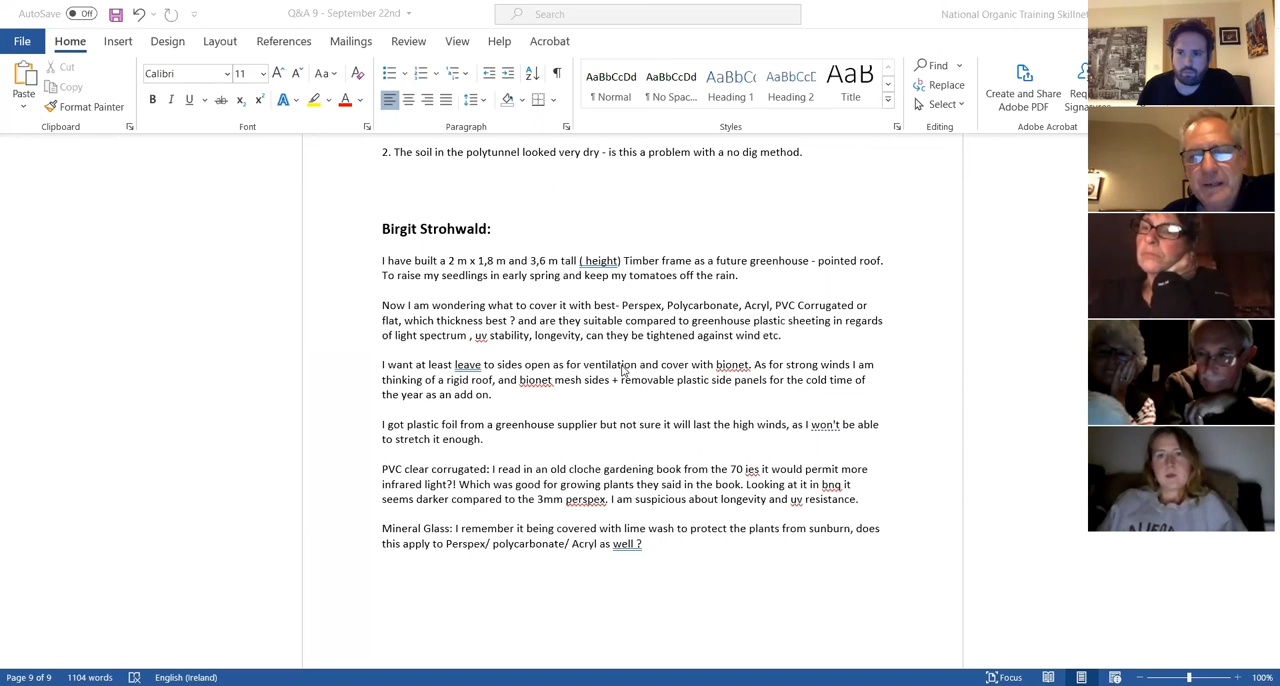 AutoSave Off Q&A 9 - September 22nd Search National Organic Training Skillnet
File Home Insert Design Layout References Mailings Review View Help Acrobat
Paste
Cut
Copy
Format Painter
Clipboard
Calibri 11
Font
Paragraph
AaBbCcDd AaBbCcDd AaBbCc AaBbCcD AaB
¶ Normal ¶ No Spac... Heading 1 Heading 2 Title
Styles
Find
Replace
Select
Editing
Create and Share
Adobe PDF
Adobe Acrobat
2. The soil in the polytunnel looked very dry - is this a problem with a no dig method.
Birgit Strohwald:
I have built a 2 m x 1,8 m and 3,6 m tall ( height) Timber frame as a future greenhouse - pointed roof.
To raise my seedlings in early spring and keep my tomatoes off the rain.
Now I am wondering what to cover it with best- Perspex, Polycarbonate, Acryl, PVC Corrugated or
flat, which thickness best ? and are they suitable compared to greenhouse plastic sheeting in regards
of light spectrum , uv stability, longevity, can they be tightened against wind etc.
I want at least leave to sides open as for ventilation and cover with bionet. As for strong winds I am
thinking of a rigid roof, and bionet mesh sides + removable plastic side panels for the cold time of
the year as an add on.
I got plastic foil from a greenhouse supplier but not sure it will last the high winds, as I won't be able
to stretch it enough.
PVC clear corrugated: I read in an old cloche gardening book from the 70 ies it would permit more
infrared light?! Which was good for growing plants they said in the book. Looking at it in bnq it
seems darker compared to the 3mm perspex. I am suspicious about longevity and uv resistance.
Mineral Glass: I remember it being covered with lime wash to protect the plants from sunburn, does
this apply to Perspex/ polycarbonate/ Acryl as well ?
Page 9 of 9 1104 words English (Ireland) Focus 100%